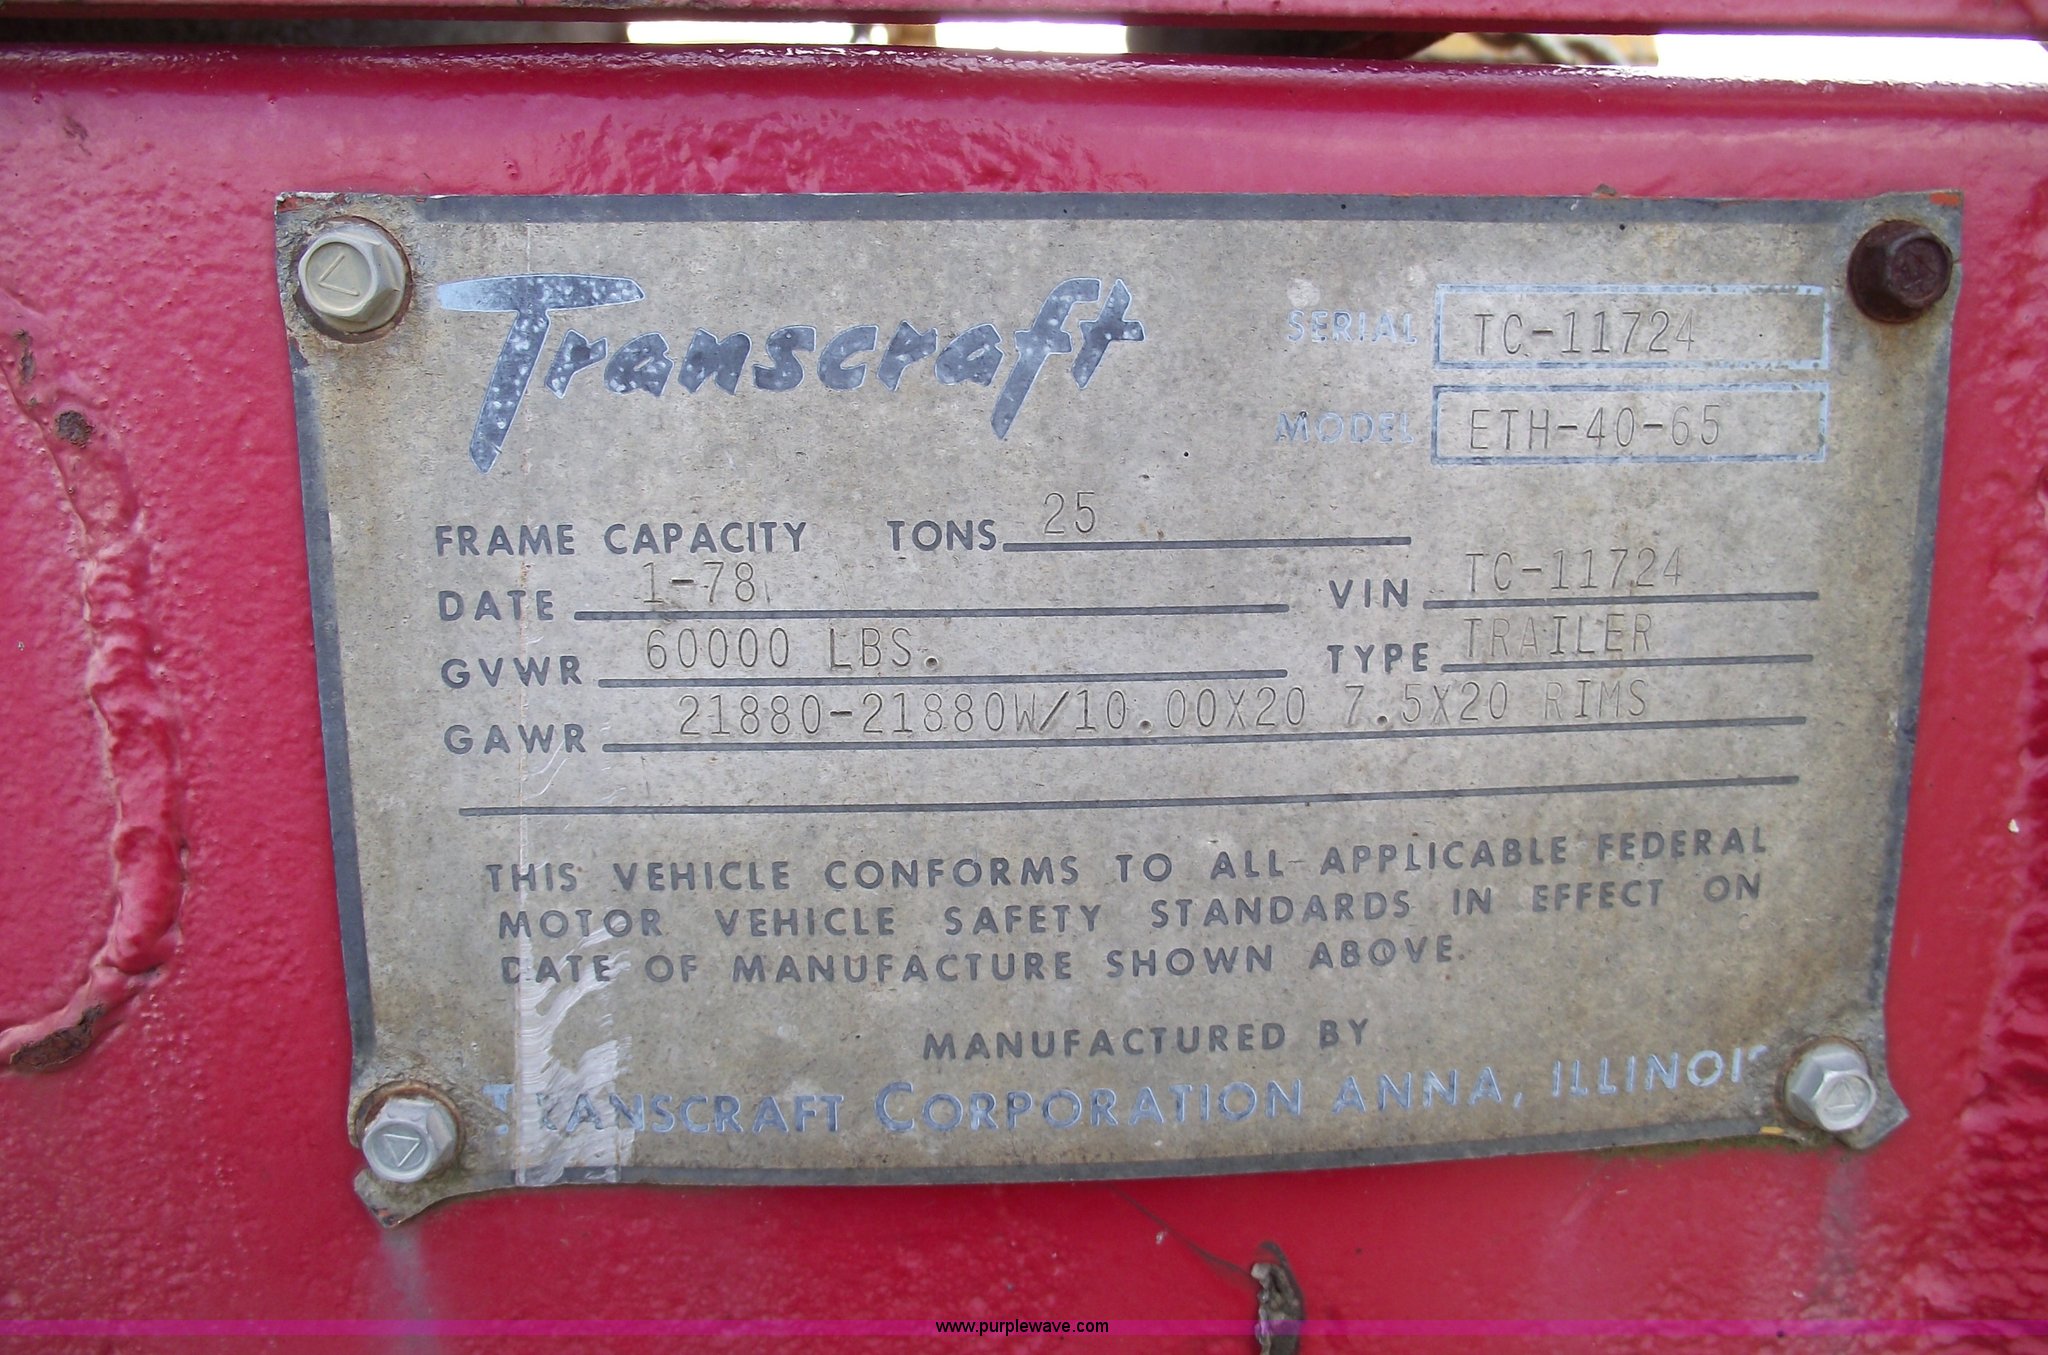 Transcraft
SERIAL TC-11724
MODEL ETH-40-65
FRAME CAPACITY TONS 25
DATE 1-78 VIN TC-11724
GVWR 60000 LBS. TYPE TRAILER
GAWR 21880-21880W/10.00X20 7.5X20 RIMS
THIS VEHICLE CONFORMS TO ALL APPLICABLE FEDERAL
MOTOR VEHICLE SAFETY STANDARDS IN EFFECT ON
DATE OF MANUFACTURE SHOWN ABOVE.
MANUFACTURED BY
TRANSCRAFT CORPORATION ANNA, ILLINOIS
www.purplewave.com